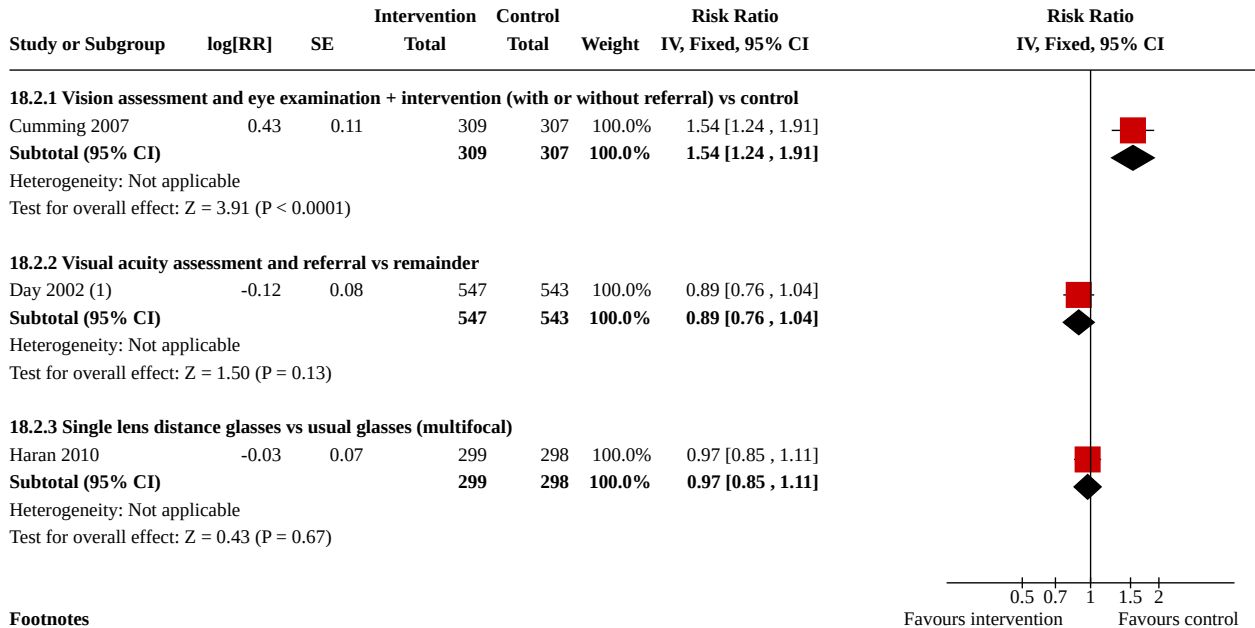 Intervention Control Risk Ratio Risk Ratio
Study or Subgroup log[RR] SE Total Total Weight IV, Fixed, 95% CI IV, Fixed, 95% CI
18.2.1 Vision assessment and eye examination + intervention (with or without referral) vs control
Cumming 2007 0.43 0.11 309 307 100.0% 1.54 [1.24 , 1.91]
Subtotal (95% CI) 309 307 100.0% 1.54 [1.24 , 1.91]
Heterogeneity: Not applicable
Test for overall effect: Z = 3.91 (P < 0.0001)
18.2.2 Visual acuity assessment and referral vs remainder
Day 2002 (1) -0.12 0.08 547 543 100.0% 0.89 [0.76 , 1.04]
Subtotal (95% CI) 547 543 100.0% 0.89 [0.76 , 1.04]
Heterogeneity: Not applicable
Test for overall effect: Z = 1.50 (P = 0.13)
18.2.3 Single lens distance glasses vs usual glasses (multifocal)
Haran 2010 -0.03 0.07 299 298 100.0% 0.97 [0.85 , 1.11]
Subtotal (95% CI) 299 298 100.0% 0.97 [0.85 , 1.11]
Heterogeneity: Not applicable
Test for overall effect: Z = 0.43 (P = 0.67)
0.5 0.7 1 1.5 2
Footnotes Favours intervention Favours control